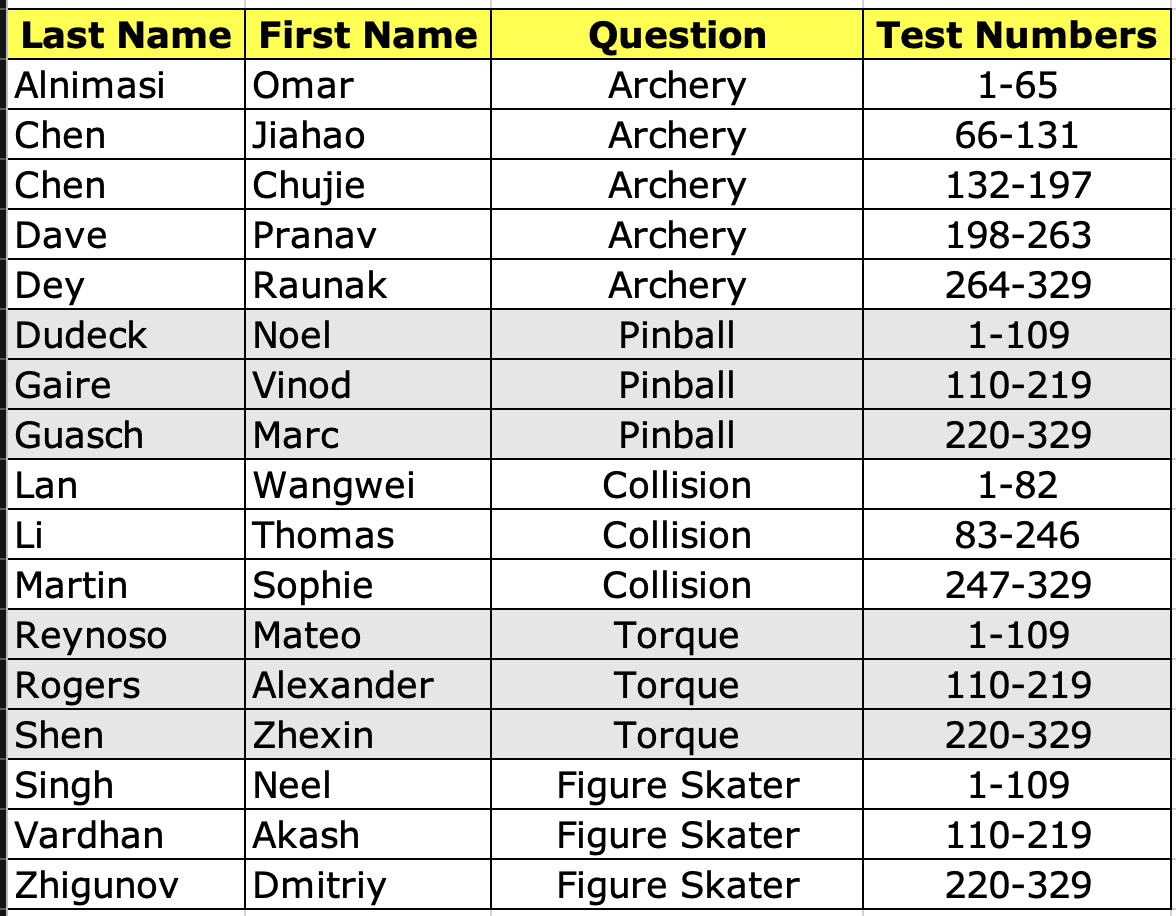 Last Name First Name Question Test Numbers
Alnimasi Omar Archery 1-65
Chen Jiahao Archery 66-131
Chen Chujie Archery 132-197
Dave Pranav Archery 198-263
Dey Raunak Archery 264-329
Dudeck Noel Pinball 1-109
Gaire Vinod Pinball 110-219
Guasch Marc Pinball 220-329
Lan Wangwei Collision 1-82
Li Thomas Collision 83-246
Martin Sophie Collision 247-329
Reynoso Mateo Torque 1-109
Rogers Alexander Torque 110-219
Shen Zhexin Torque 220-329
Singh Neel Figure Skater 1-109
Vardhan Akash Figure Skater 110-219
Zhigunov Dmitriy Figure Skater 220-329